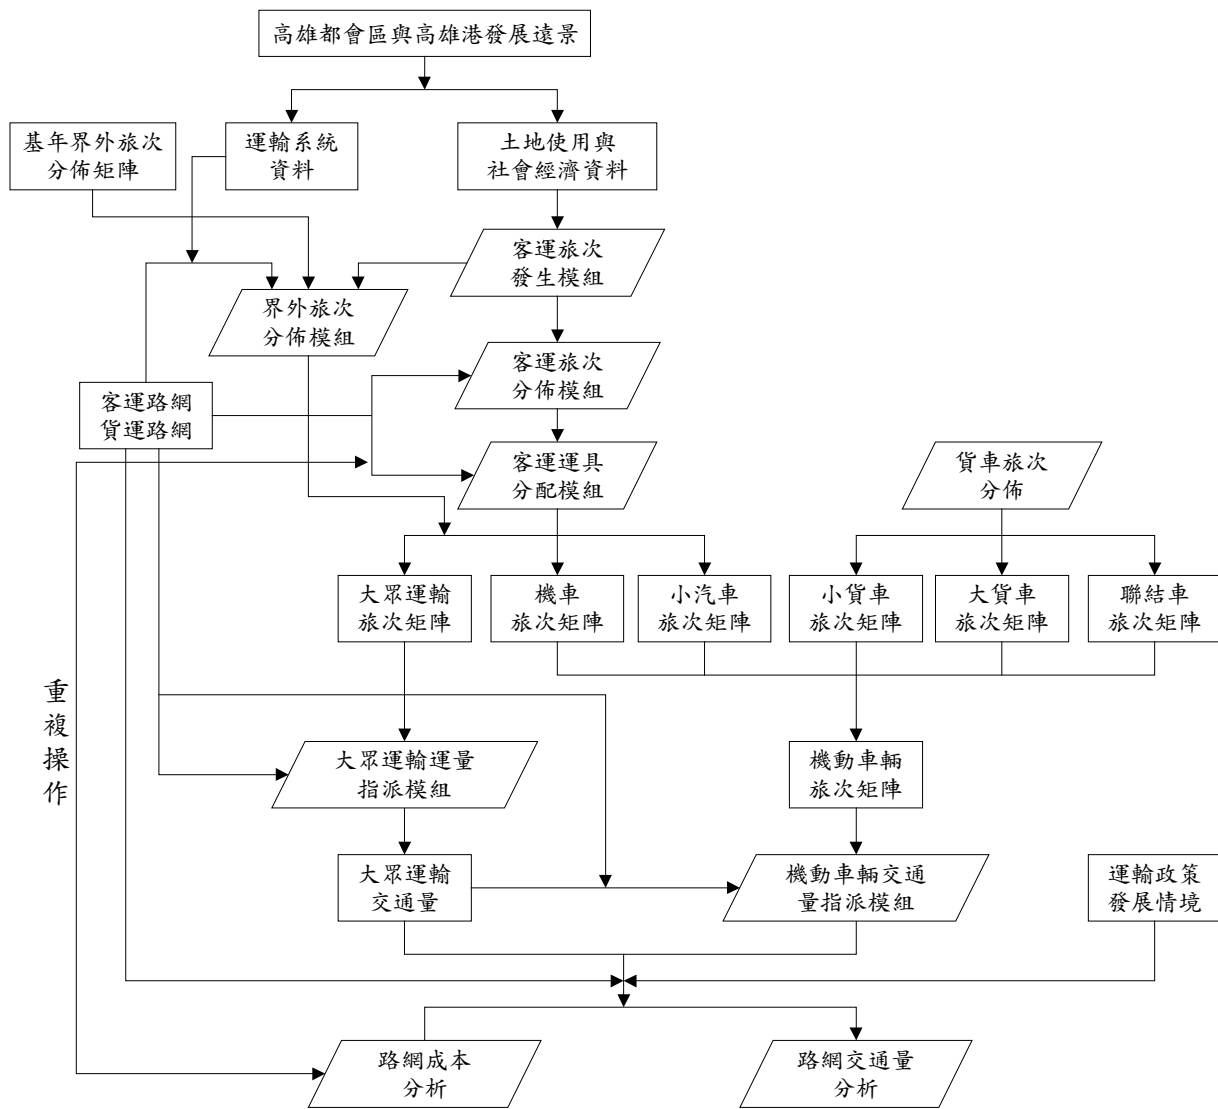 高雄都會區與高雄港發展遠景
基年界外旅次
分佈矩陣
運輸系統
資料
土地使用與
社會經濟資料
客運旅次
發生模組
界外旅次
分佈模組
客運旅次
分佈模組
客運路網
貨運路網
客運運具
分配模組
貨車旅次
分佈
大眾運輸
旅次矩陣
機車
旅次矩陣
小汽車
旅次矩陣
小貨車
旅次矩陣
大貨車
旅次矩陣
聯結車
旅次矩陣
重
複
操
作
大眾運輸運量
指派模組
機動車輛
旅次矩陣
大眾運輸
交通量
機動車輛交通
量指派模組
運輸政策
發展情境
路網成本
分析
路網交通量
分析